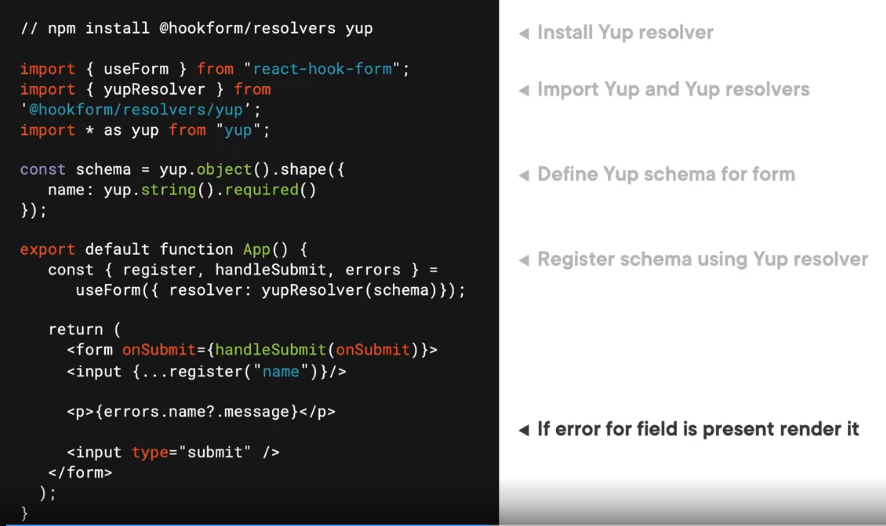 // npm install @hookform/resolvers yup
import { useForm } from "react-hook-form";
import { yupResolver } from
'@hookform/resolvers/yup’;
import * as yup from "yup";
const schema = yup.object().shape({
name: yup.string().required()
});
export default function App() {
const { register, handleSubmit, errors } =
useForm({ resolver: yupResolver(schema)});
return (
<form onSubmit={handleSubmit(onSubmit)}>
<input {...register("name")}/>
<p>{errors.name?.message}</p>
<input type="submit" />
</form>
);
}
◀ Install Yup resolver
◀ Import Yup and Yup resolvers
◀ Define Yup schema for form
◀ Register schema using Yup resolver
◀ If error for field is present render it